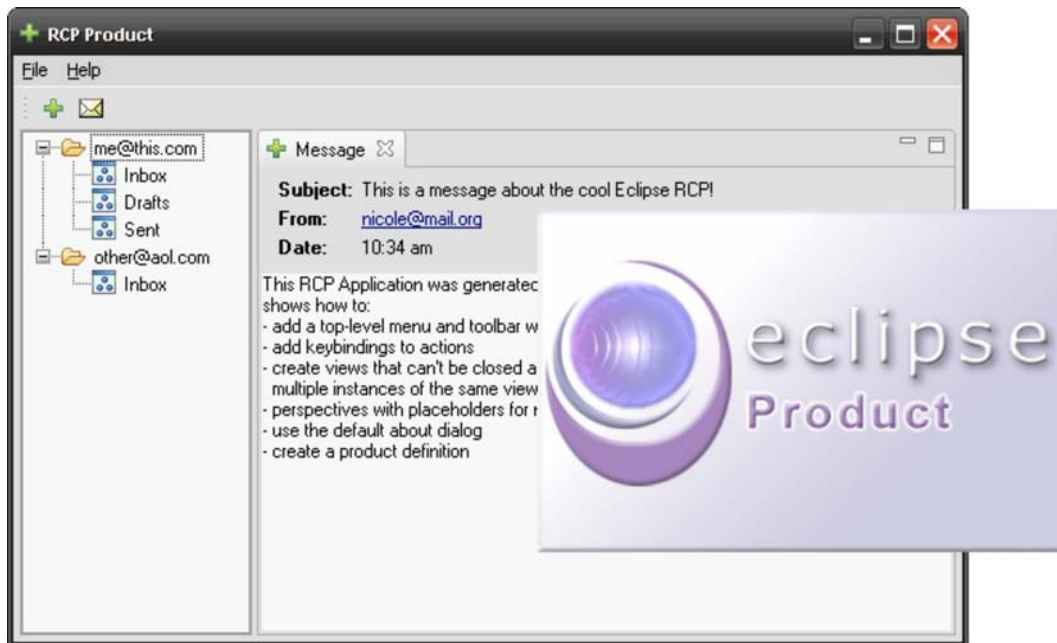 RCP Product
File Help
me@this.com
Inbox
Drafts
Sent
other@aol.com
Inbox
Message
Subject: This is a message about the cool Eclipse RCP!
From: nicole@mail.org
Date: 10:34 am
This RCP Application was generated
shows how to:
- add a top-level menu and toolbar w
- add keybindings to actions
- create views that can't be closed a
multiple instances of the same view
- perspectives with placeholders for
- use the default about dialog
- create a product definition
eclipse
Product